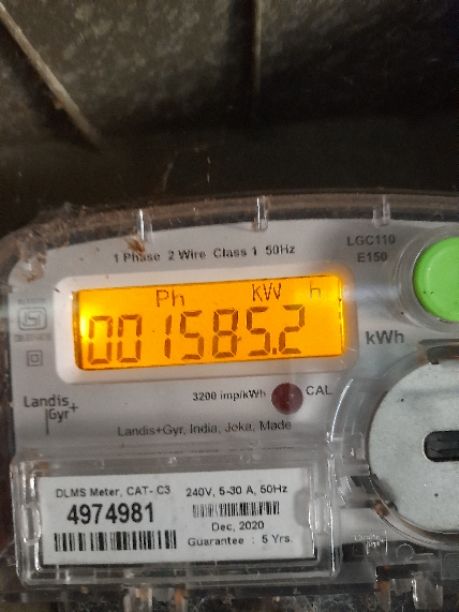 1 Phase 2 Wire Class 1 50Hz
LGC110
E150
Ph KW h
001585.2
kWh
3200 imp/kWh
CAL
Landis+
Gyr
Landis+Gyr, India, Joka, Made
DLMS Meter, CAT- C3
4974981
240V, 5-30 A, 50Hz
Dec, 2020
Guarantee : 5 Yrs.